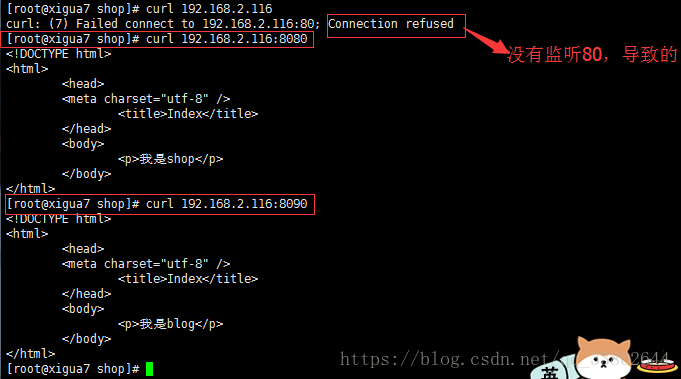 [root@xigua7 shop]# curl 192.168.2.116
curl: (7) Failed connect to 192.168.2.116:80; Connection refused
[root@xigua7 shop]# curl 192.168.2.116:8080
没有监听80，导致的
<!DOCTYPE html>
<html>
<head>
<meta charset="utf-8" />
<title>Index</title>
</head>
<body>
<p>我是shop</p>
</body>
</html>
[root@xigua7 shop]# curl 192.168.2.116:8090
<!DOCTYPE html>
<html>
<head>
<meta charset="utf-8" />
<title>Index</title>
</head>
<body>
<p>我是blog</p>
</body>
</html>
[root@xigua7 shop]#
https://blog.csdn.net/
英